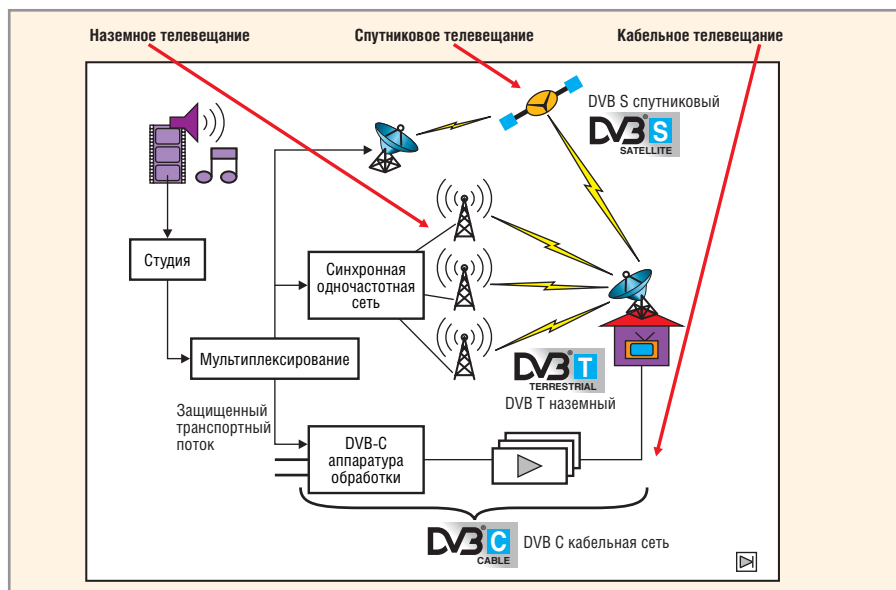 Наземное телевещание
Спутниковое телевещание
Кабельное телевещание
DVB S спутниковый
DVB S
SATELLITE
Студия
Синхронная
одночастотная
сеть
Мультиплексирование
DVB T
TERRESTRIAL
DVB T наземный
Защищенный
транспортный
поток
DVB-C
аппаратура
обработки
DVB C
CABLE
DVB C кабельная сеть